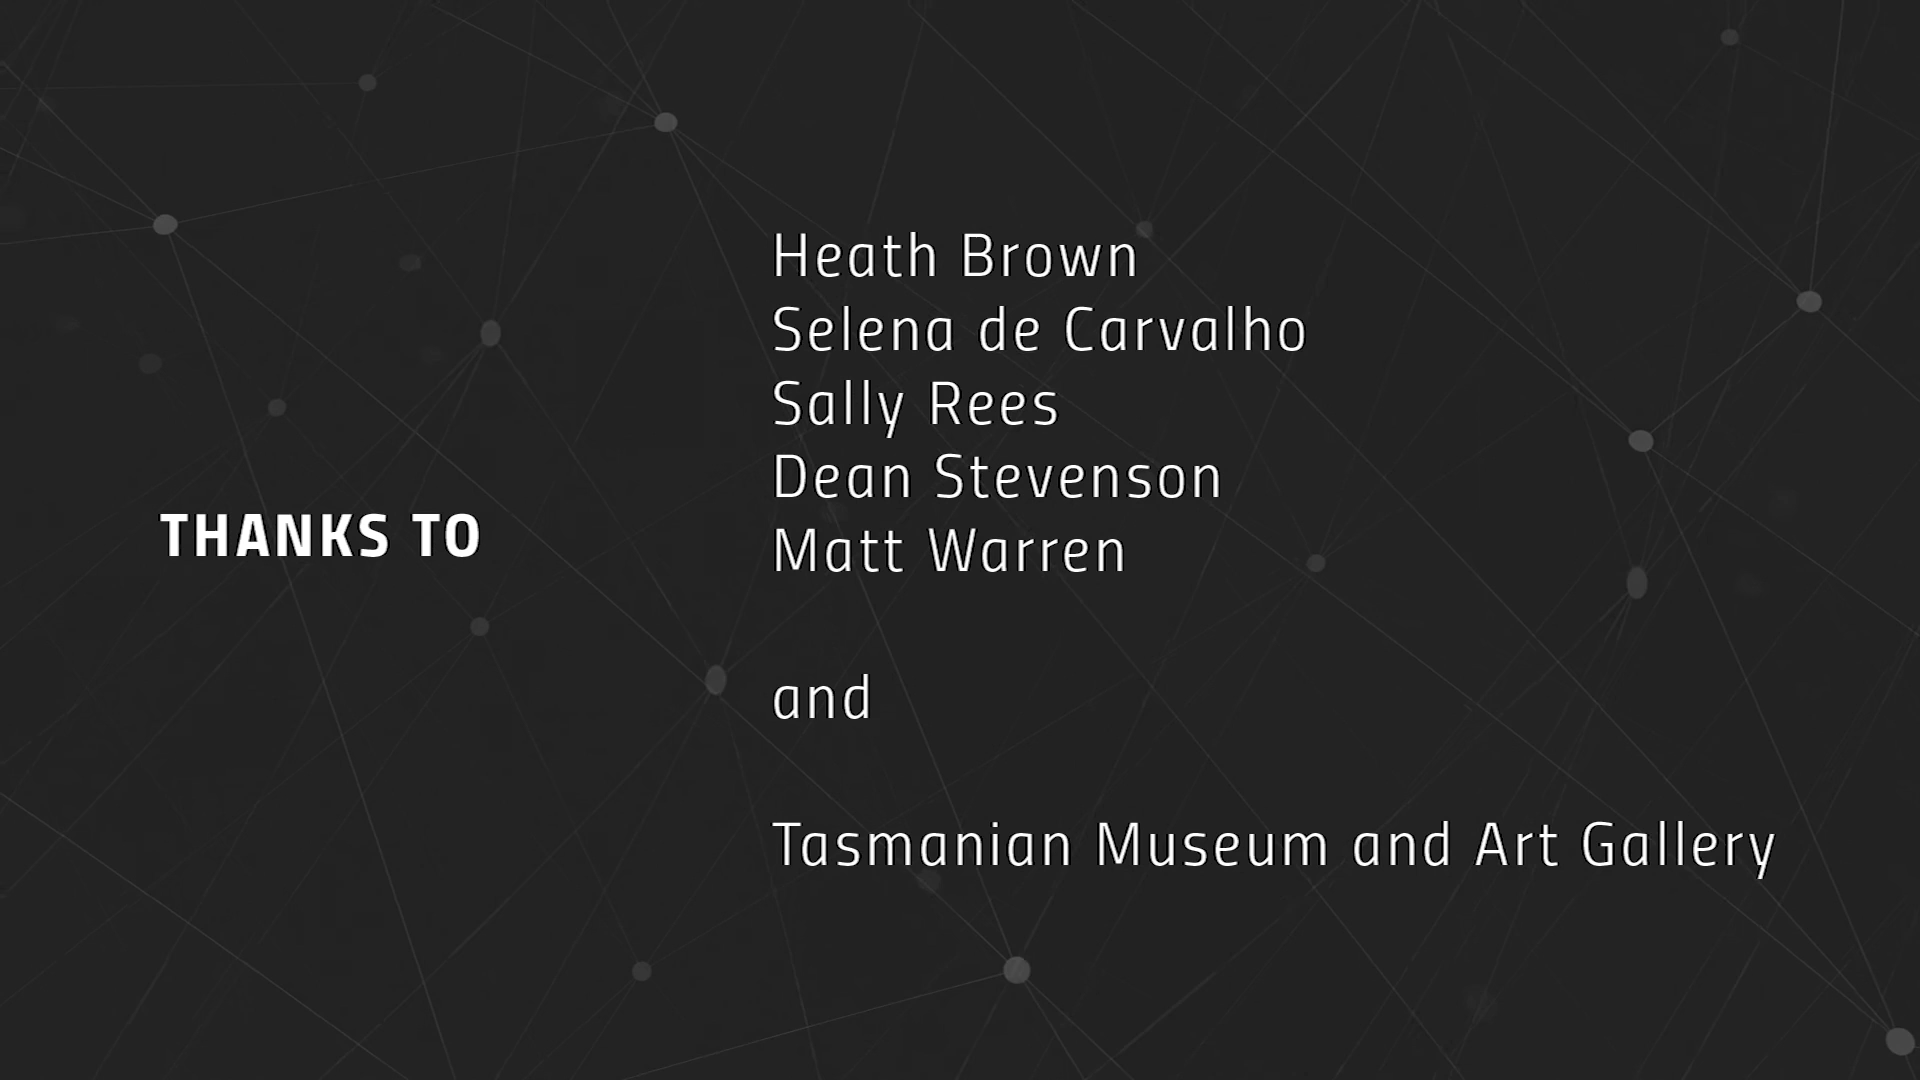 THANKS TO
Heath Brown
Selena de Carvalho
Sally Rees
Dean Stevenson
Matt Warren
and
Tasmanian Museum and Art Gallery